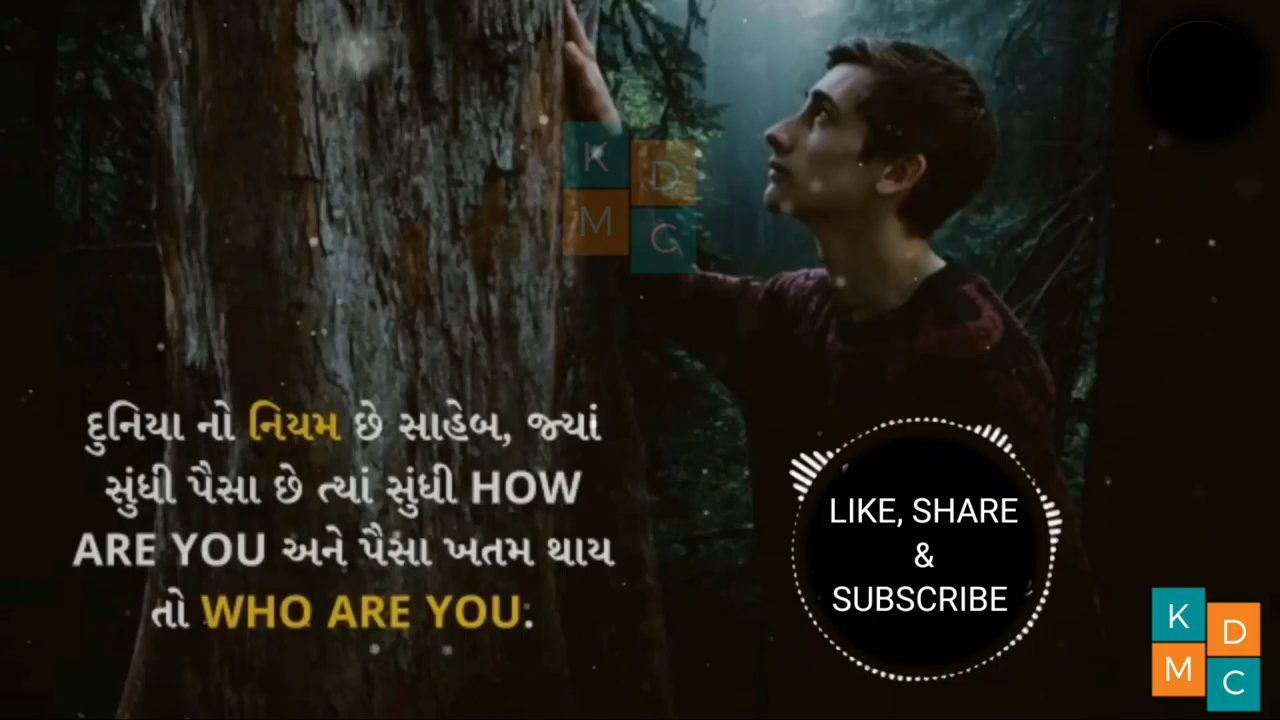 K
D
M
C
દુનિયા નો નિયમ છે સાહેબ, જ્યાં
સુંધી પૈસા છે ત્યાં સુંધી HOW
ARE YOU અને પૈસા ખતમ થાય
તો WHO ARE YOU.
LIKE, SHARE
&
SUBSCRIBE
K
D
M
C